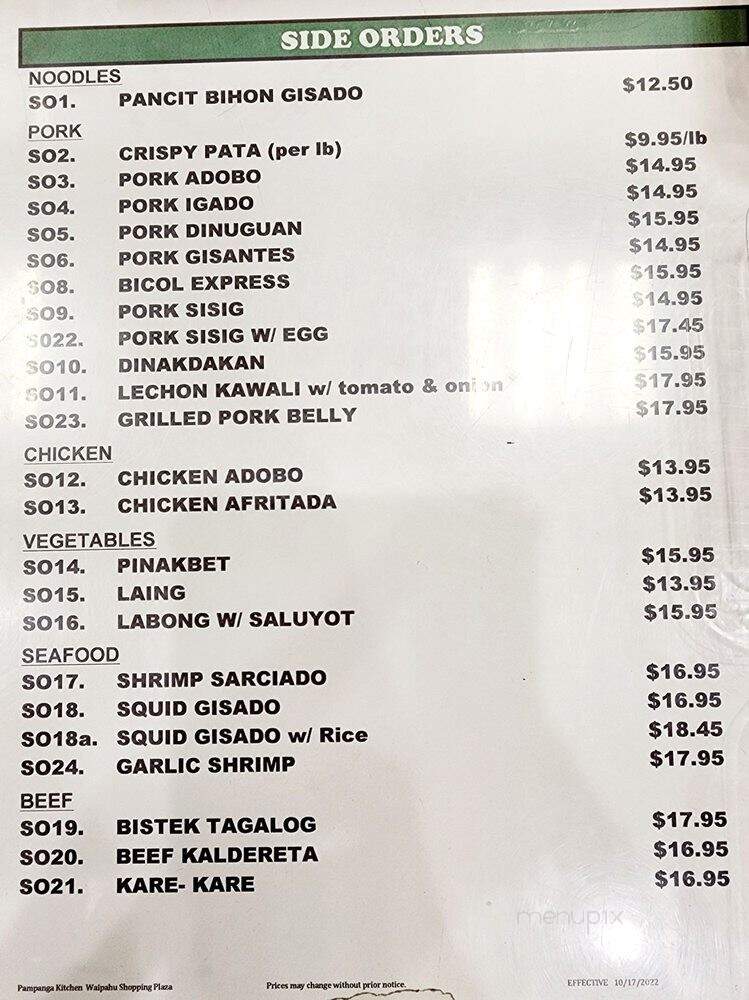 SIDE ORDERS
NOODLES
SO1. PANCIT BIHON GISADO $12.50
PORK
SO2. CRISPY PATA (per lb) $9.95/lb
SO3. PORK ADOBO $14.95
SO4. PORK IGADO $14.95
SO5. PORK DINUGUAN $15.95
SO6. PORK GISANTES $14.95
SO8. BICOL EXPRESS $15.95
SO9. PORK SISIG $14.95
SO22. PORK SISIG W/ EGG $17.45
SO10. DINAKDAKAN $15.95
SO11. LECHON KAWALI w/ tomato & onion $17.95
SO23. GRILLED PORK BELLY $17.95
CHICKEN
SO12. CHICKEN ADOBO $13.95
SO13. CHICKEN AFRITADA $13.95
VEGETABLES
SO14. PINAKBET $15.95
SO15. LAING $13.95
SO16. LABONG W/ SALUYOT $15.95
SEAFOOD
SO17. SHRIMP SARCIADO $16.95
SO18. SQUID GISADO $16.95
SO18a. SQUID GISADO w/ Rice $18.45
SO24. GARLIC SHRIMP $17.95
BEEF
SO19. BISTEK TAGALOG $17.95
SO20. BEEF KALDERETA $16.95
SO21. KARE- KARE $16.95
menupix
Pampanga Kitchen Waipahu Shopping Plaza Prices may change without prior notice. EFFECTIVE 10/17/2022